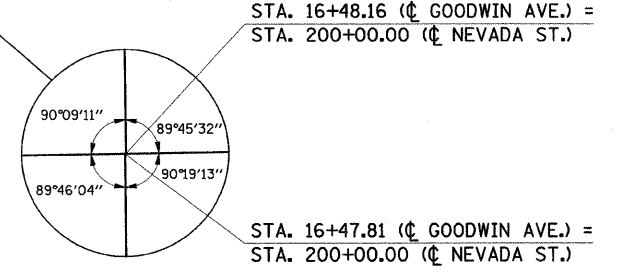 STA. 16+48.16 (℄ GOODWIN AVE.) =
STA. 200+00.00 (℄ NEVADA ST.)
90°09'11"
89°45'32"
90°19'13"
89°46'04"
STA. 16+47.81 (℄ GOODWIN AVE.) =
STA. 200+00.00 (℄ NEVADA ST.)